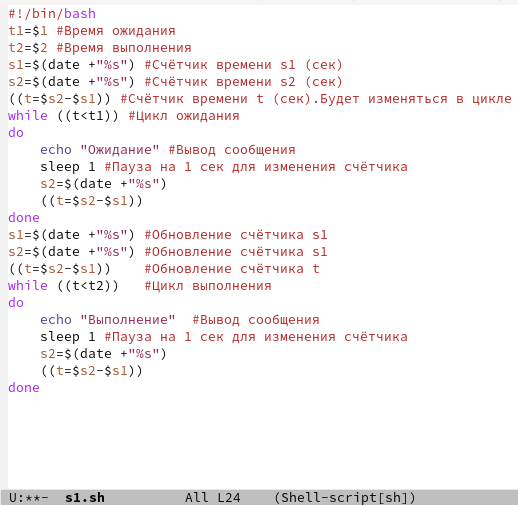 #!/bin/bash
t1=$1 #Время ожидания
t2=$2 #Время выполнения
s1=$(date +"%s") #Счётчик времени s1 (сек)
s2=$(date +"%s") #Счётчик времени s2 (сек)
((t=$s2-$s1)) #Счётчик времени t (сек).Будет изменяться в цикле
while ((t<t1)) #Цикл ожидания
do
    echo "Ожидание" #Вывод сообщения
    sleep 1 #Пауза на 1 сек для изменения счётчика
    s2=$(date +"%s")
    ((t=$s2-$s1))
done
s1=$(date +"%s") #Обновление счётчика s1
s2=$(date +"%s") #Обновление счётчика s1
((t=$s2-$s1))    #Обновление счётчика t
while ((t<t2))   #Цикл выполнения
do
    echo "Выполнение"  #Вывод сообщения
    sleep 1 #Пауза на 1 сек для изменения счётчика
    s2=$(date +"%s")
    ((t=$s2-$s1))
done
U:**-  s1.sh          All L24    (Shell-script[sh])